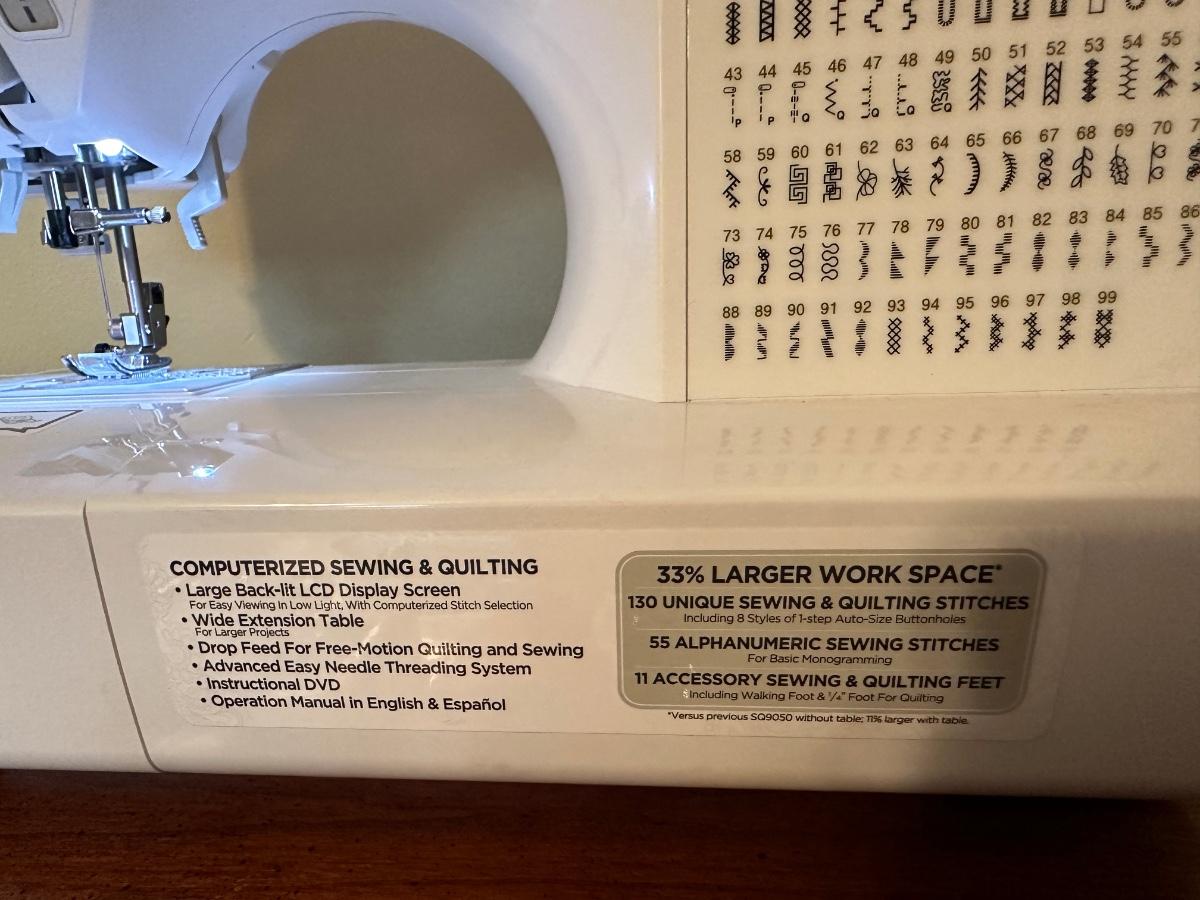 43 44 45 46 47 48 49 50 51 52 53 54 55
P P Q Q Q Q
58 59 60 61 62 63 64 65 66 67 68 69 70
73 74 75 76 77 78 79 80 81 82 83 84 85 86
88 89 90 91 92 93 94 95 96 97 98 99
COMPUTERIZED SEWING & QUILTING
• Large Back-lit LCD Display Screen
For Easy Viewing In Low Light, With Computerized Stitch Selection
• Wide Extension Table
For Larger Projects
• Drop Feed For Free-Motion Quilting and Sewing
• Advanced Easy Needle Threading System
• Instructional DVD
• Operation Manual in English & Español
33% LARGER WORK SPACE*
130 UNIQUE SEWING & QUILTING STITCHES
Including 8 Styles of 1-step Auto-Size Buttonholes
55 ALPHANUMERIC SEWING STITCHES
For Basic Monogramming
11 ACCESSORY SEWING & QUILTING FEET
Including Walking Foot & ¼" Foot For Quilting
*Versus previous SQ9050 without table; 11% larger with table.